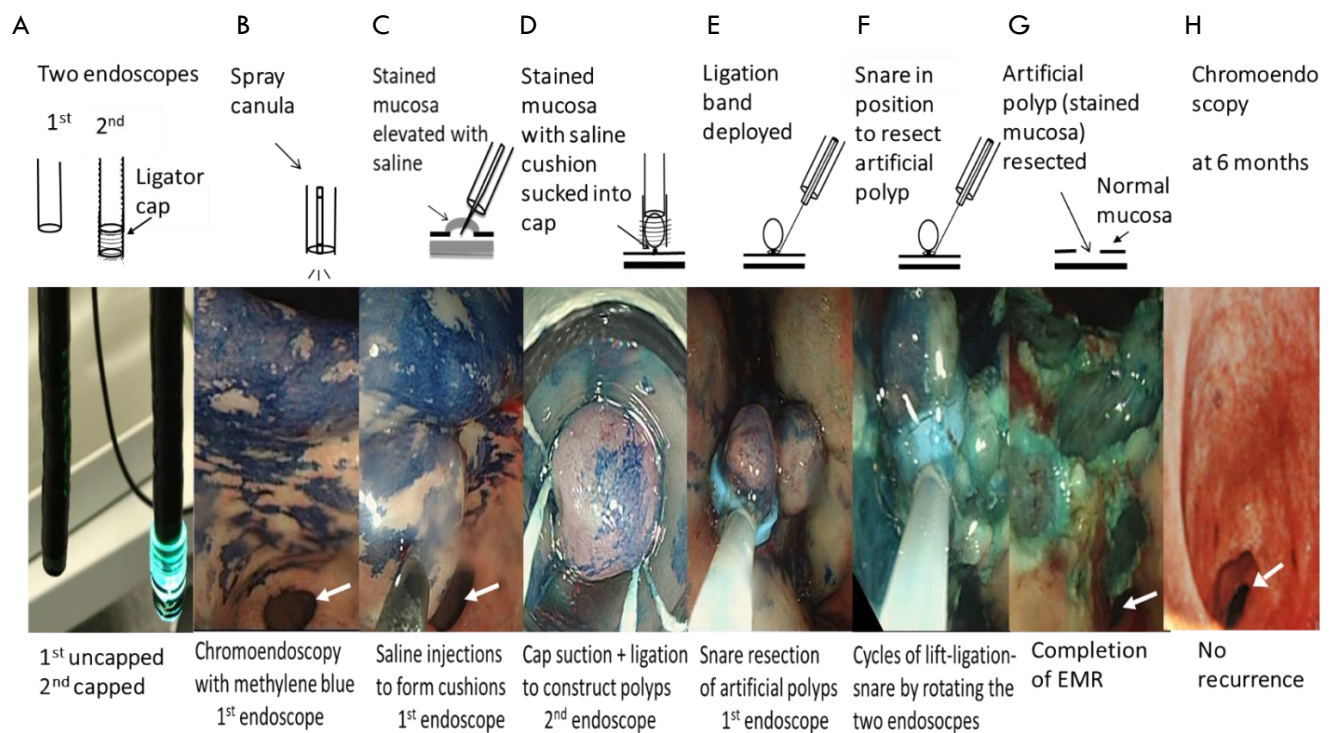 A
B
C
D
E
F
G
H
Two endoscopes
1st 2nd
Ligator
cap
Spray
canula
Stained
mucosa
elevated with
saline
Stained
mucosa
with saline
cushion
sucked into
cap
Ligation
band
deployed
Snare in
position
to resect
artificial
polyp
Artificial
polyp (stained
mucosa)
resected
Normal
mucosa
Chromoendo
scopy
at 6 months
1st uncapped
2nd capped
Chromoendoscopy
with methylene blue
1st endoscope
Saline injections
to form cushions
1st endoscope
Cap suction + ligation
to construct polyps
2nd endoscope
Snare resection
of artificial polyps
1st endoscope
Cycles of lift-ligation-
snare by rotating the
two endosocpes
Completion
of EMR
No
recurrence